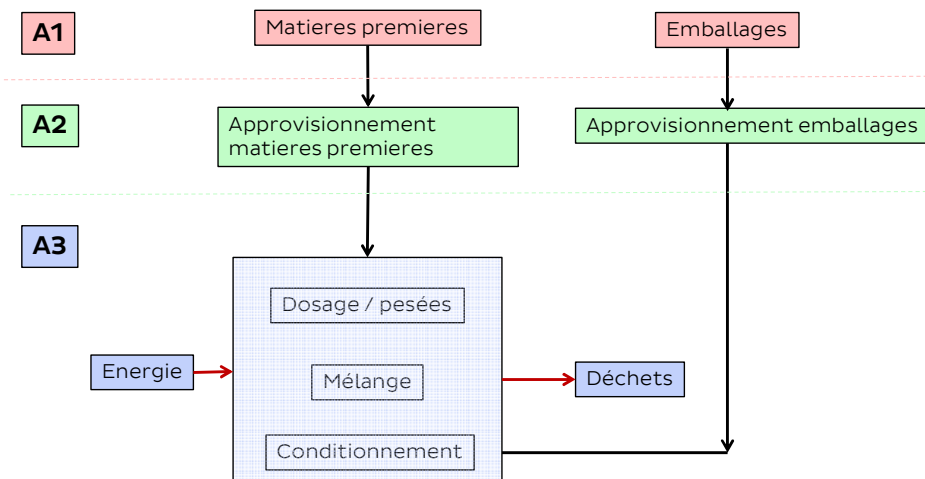 A1
Matieres premieres
Emballages
A2
Approvisionnement
matieres premieres
Approvisionnement emballages
A3
Dosage / pesées
Energie
Mélange
Déchets
Conditionnement